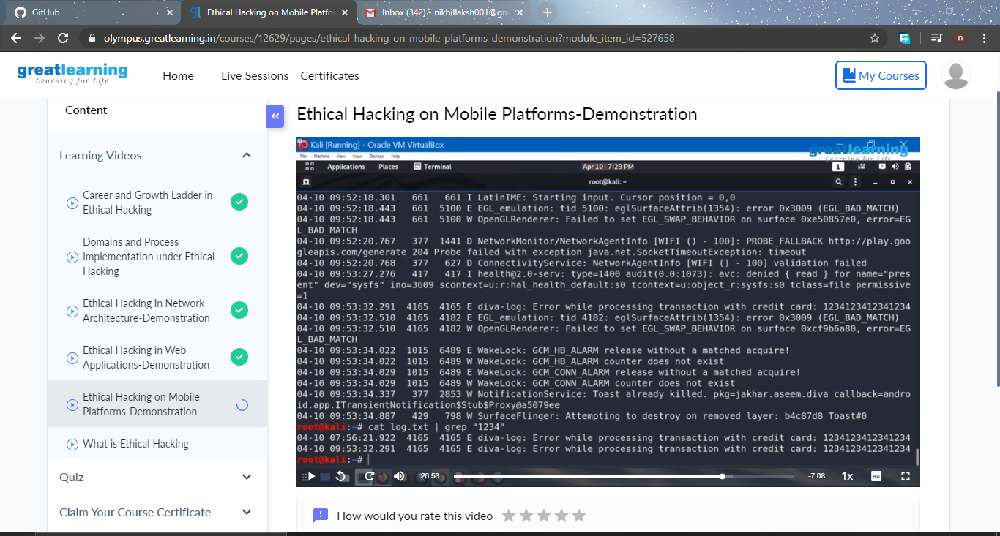 GitHub
Ethical Hacking on Mobile Platfo
Inbox (342) - nikhillaksh001@gm
olympus.greatlearning.in/courses/12629/pages/ethical-hacking-on-mobile-platforms-demonstration?module_item_id=527658
n
greatlearning
Learning for Life
Home
Live Sessions
Certificates
My Courses
Content
Learning Videos
Career and Growth Ladder in
Ethical Hacking
Domains and Process
Implementation under Ethical
Hacking
Ethical Hacking in Network
Architecture-Demonstration
Ethical Hacking in Web
Applications-Demonstration
Ethical Hacking on Mobile
Platforms-Demonstration
What is Ethical Hacking
Quiz
Claim Your Course Certificate
Ethical Hacking on Mobile Platforms-Demonstration
Kali [Running] - Oracle VM VirtualBox
greatlearning
Learning for Life
File Machine View Input Devices Help
Applications Places Terminal
Apr 10 7:29 PM
1
root@kali: ~
04-10 09:52:18.301 661 661 I LatinIME: Starting input. Cursor position = 0,0
04-10 09:52:18.443 661 5100 E EGL_emulation: tid 5100: eglSurfaceAttrib(1354): error 0x3009 (EGL_BAD_MATCH)
04-10 09:52:18.443 661 5100 W OpenGLRenderer: Failed to set EGL_SWAP_BEHAVIOR on surface 0xe50857e0, error=EG
L_BAD_MATCH
04-10 09:52:20.767 377 1441 D NetworkMonitor/NetworkAgentInfo [WIFI () - 100]: PROBE_FALLBACK http://play.goo
gleapis.com/generate_204 Probe failed with exception java.net.SocketTimeoutException: timeout
04-10 09:52:20.768 377 627 D ConnectivityService: NetworkAgentInfo [WIFI () - 100] validation failed
04-10 09:53:27.276 417 417 I health@2.0-serv: type=1400 audit(0.0:1073): avc: denied { read } for name="pres
ent" dev="sysfs" ino=3609 scontext=u:r:hal_health_default:s0 tcontext=u:object_r:sysfs:s0 tclass=file permissive
=1
04-10 09:53:32.291 4165 4165 E diva-log: Error while processing transaction with credit card: 1234123412341234
04-10 09:53:32.510 4165 4182 E EGL_emulation: tid 4182: eglSurfaceAttrib(1354): error 0x3009 (EGL_BAD_MATCH)
04-10 09:53:32.510 4165 4182 W OpenGLRenderer: Failed to set EGL_SWAP_BEHAVIOR on surface 0xcf9b6a80, error=EG
L_BAD_MATCH
04-10 09:53:34.022 1015 6489 E WakeLock: GCM_HB_ALARM release without a matched acquire!
04-10 09:53:34.029 1015 6489 W WakeLock: GCM_HB_ALARM counter does not exist
04-10 09:53:34.029 1015 6489 E WakeLock: GCM_CONN_ALARM release without a matched acquire!
04-10 09:53:34.029 1015 6489 W WakeLock: GCM_CONN_ALARM counter does not exist
04-10 09:53:34.337 377 2853 W NotificationService: Toast already killed. pkg=jakhar.aseem.diva callback=andro
id.app.ITransientNotification$Stub$Proxy@a5079ee
04-10 09:53:34.887 429 798 W SurfaceFlinger: Attempting to destroy on removed layer: b4c87d8 Toast#0
root@kali:~# cat log.txt | grep "1234"
04-10 07:56:21.922 4165 4165 E diva-log: Error while processing transaction with credit card: 1234123412341234
04-10 09:53:32.291 4165 4165 E diva-log: Error while processing transaction with credit card: 1234123412341234
root@kali:~#
26:53
-7:08
1x
HD
How would you rate this video